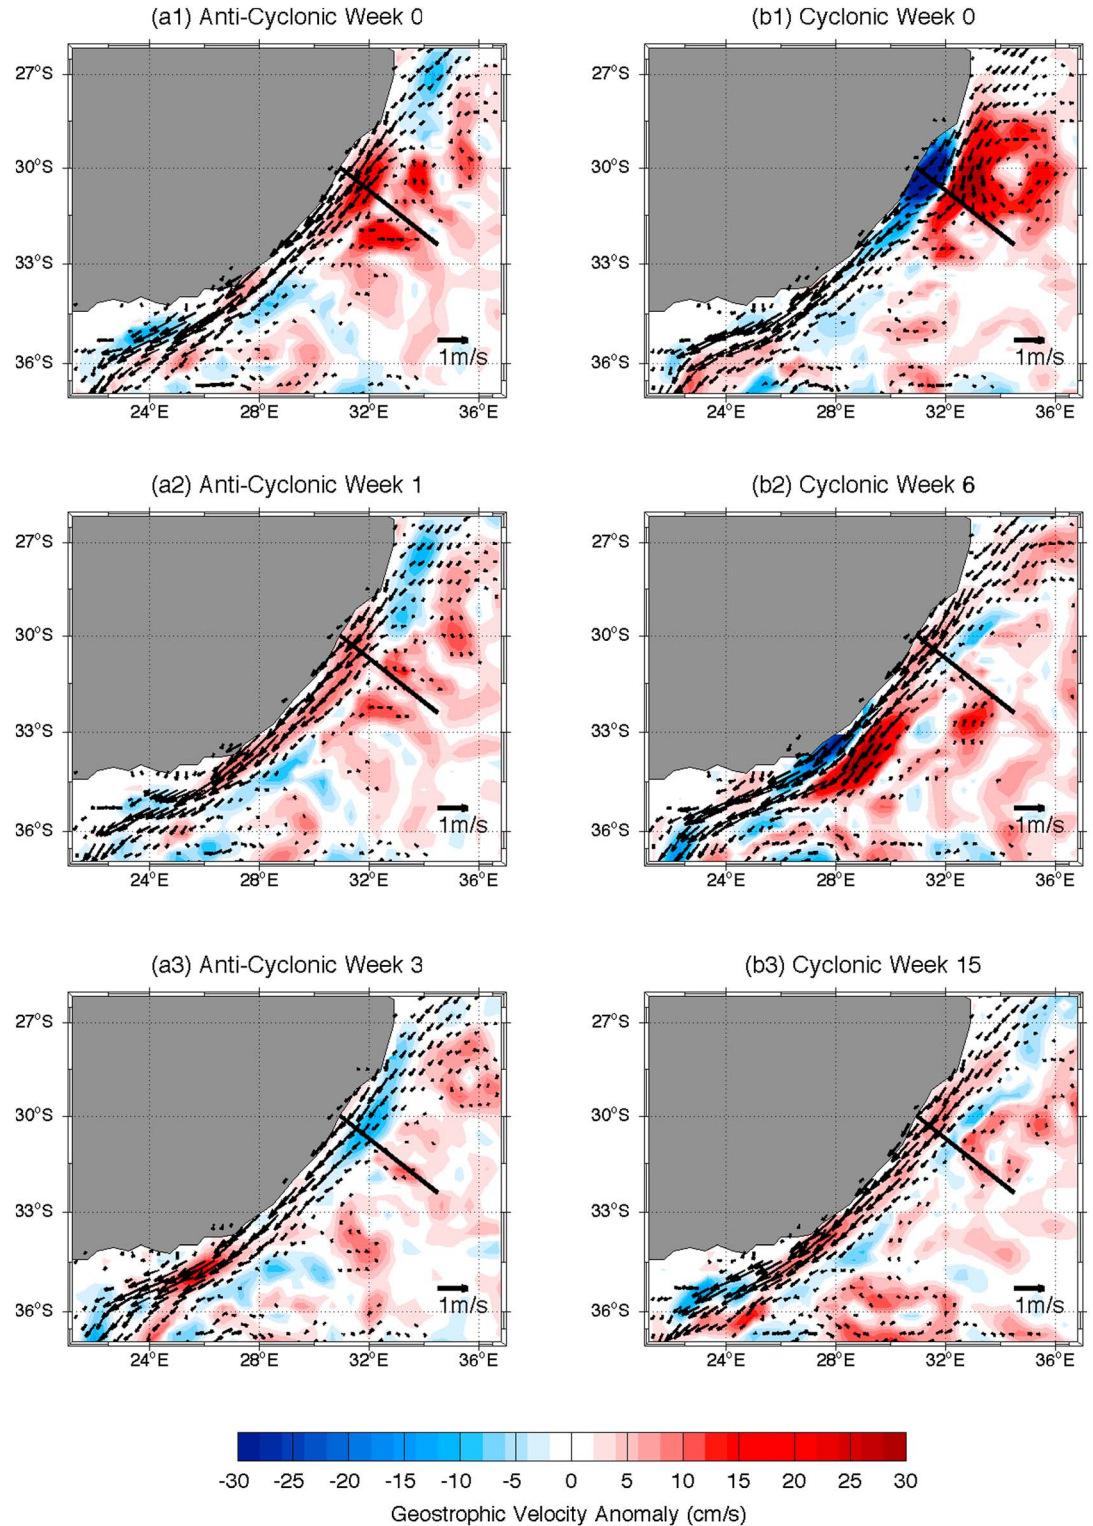 (a1) Anti-Cyclonic Week 0
(b1) Cyclonic Week 0
27°S
30°S
33°S
36°S
1m/s
24°E 28°E 32°E 36°E
27°S
30°S
33°S
36°S
1m/s
24°E 28°E 32°E 36°E
(a2) Anti-Cyclonic Week 1
(b2) Cyclonic Week 6
27°S
30°S
33°S
36°S
1m/s
24°E 28°E 32°E 36°E
27°S
30°S
33°S
36°S
1m/s
24°E 28°E 32°E 36°E
(a3) Anti-Cyclonic Week 3
(b3) Cyclonic Week 15
27°S
30°S
33°S
36°S
1m/s
24°E 28°E 32°E 36°E
27°S
30°S
33°S
36°S
1m/s
24°E 28°E 32°E 36°E
-30 -25 -20 -15 -10 -5 0 5 10 15 20 25 30
Geostrophic Velocity Anomaly (cm/s)